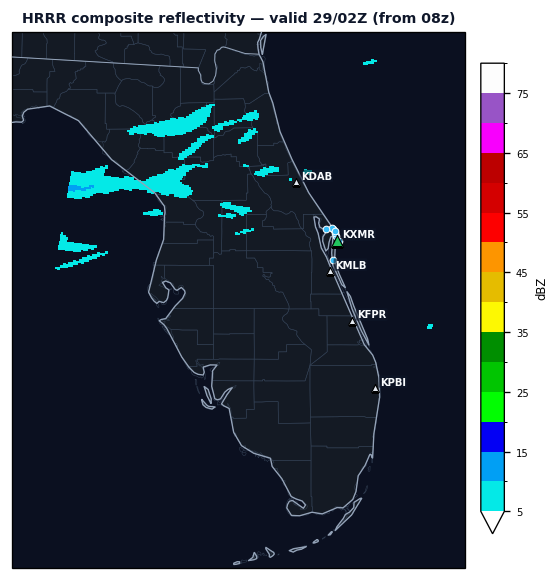 HRRR composite reflectivity — valid 29/02Z (from 08z)
KDAB
KXMR
KMLB
KFPR
KPBI
75
65
55
45
35
25
15
5
dBZ